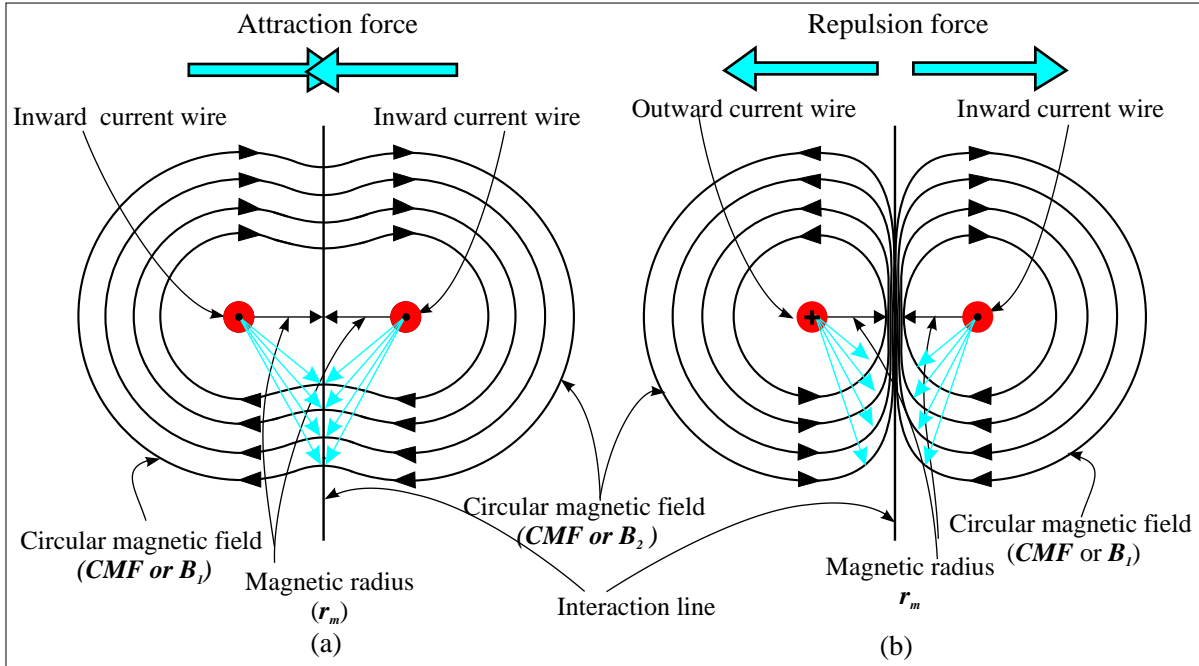 Attraction force
Inward current wire
Inward current wire
Circular magnetic field
(CMF or B1)
Magnetic radius
(rm)
(a)
Circular magnetic field
(CMF or B2 )
Interaction line
Repulsion force
Outward current wire
Inward current wire
+
Magnetic radius
rm
Circular magnetic field
(CMF or B1)
(b)